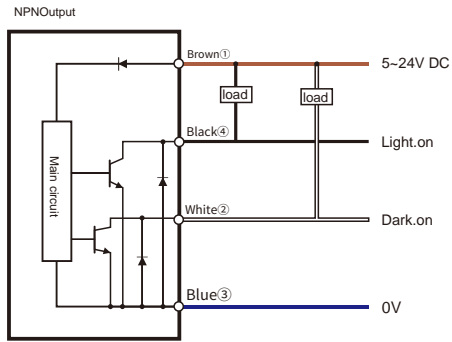 NPNOutput
Brown①
5~24V DC
load
load
Black④
Light.on
Main circuit
White②
Dark.on
Blue③
0V